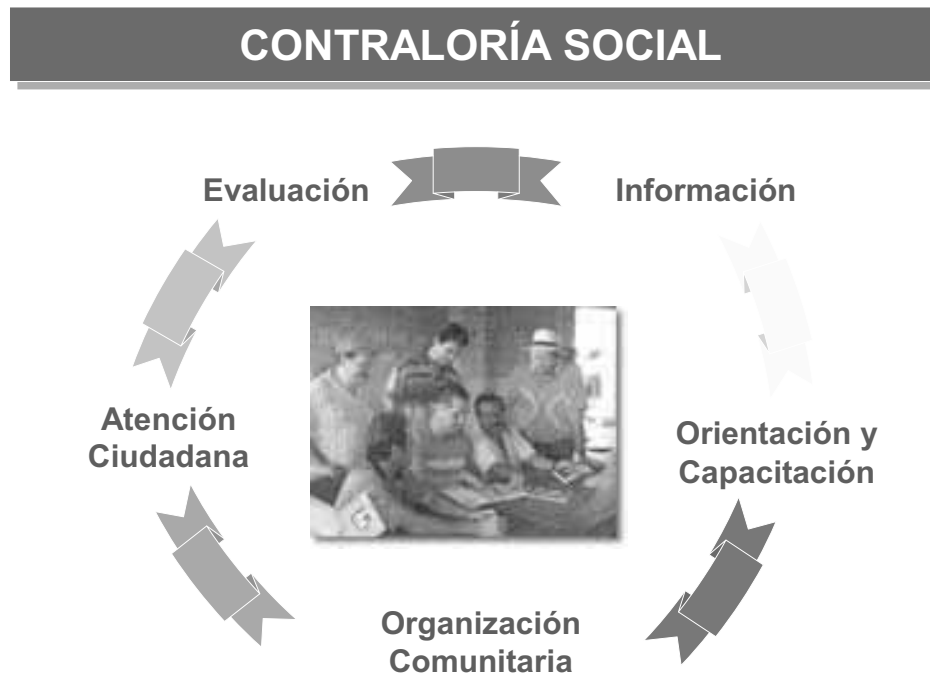 CONTRALORÍA SOCIAL
Evaluación
Información
Atención
Ciudadana
Orientación y
Capacitación
Organización
Comunitaria